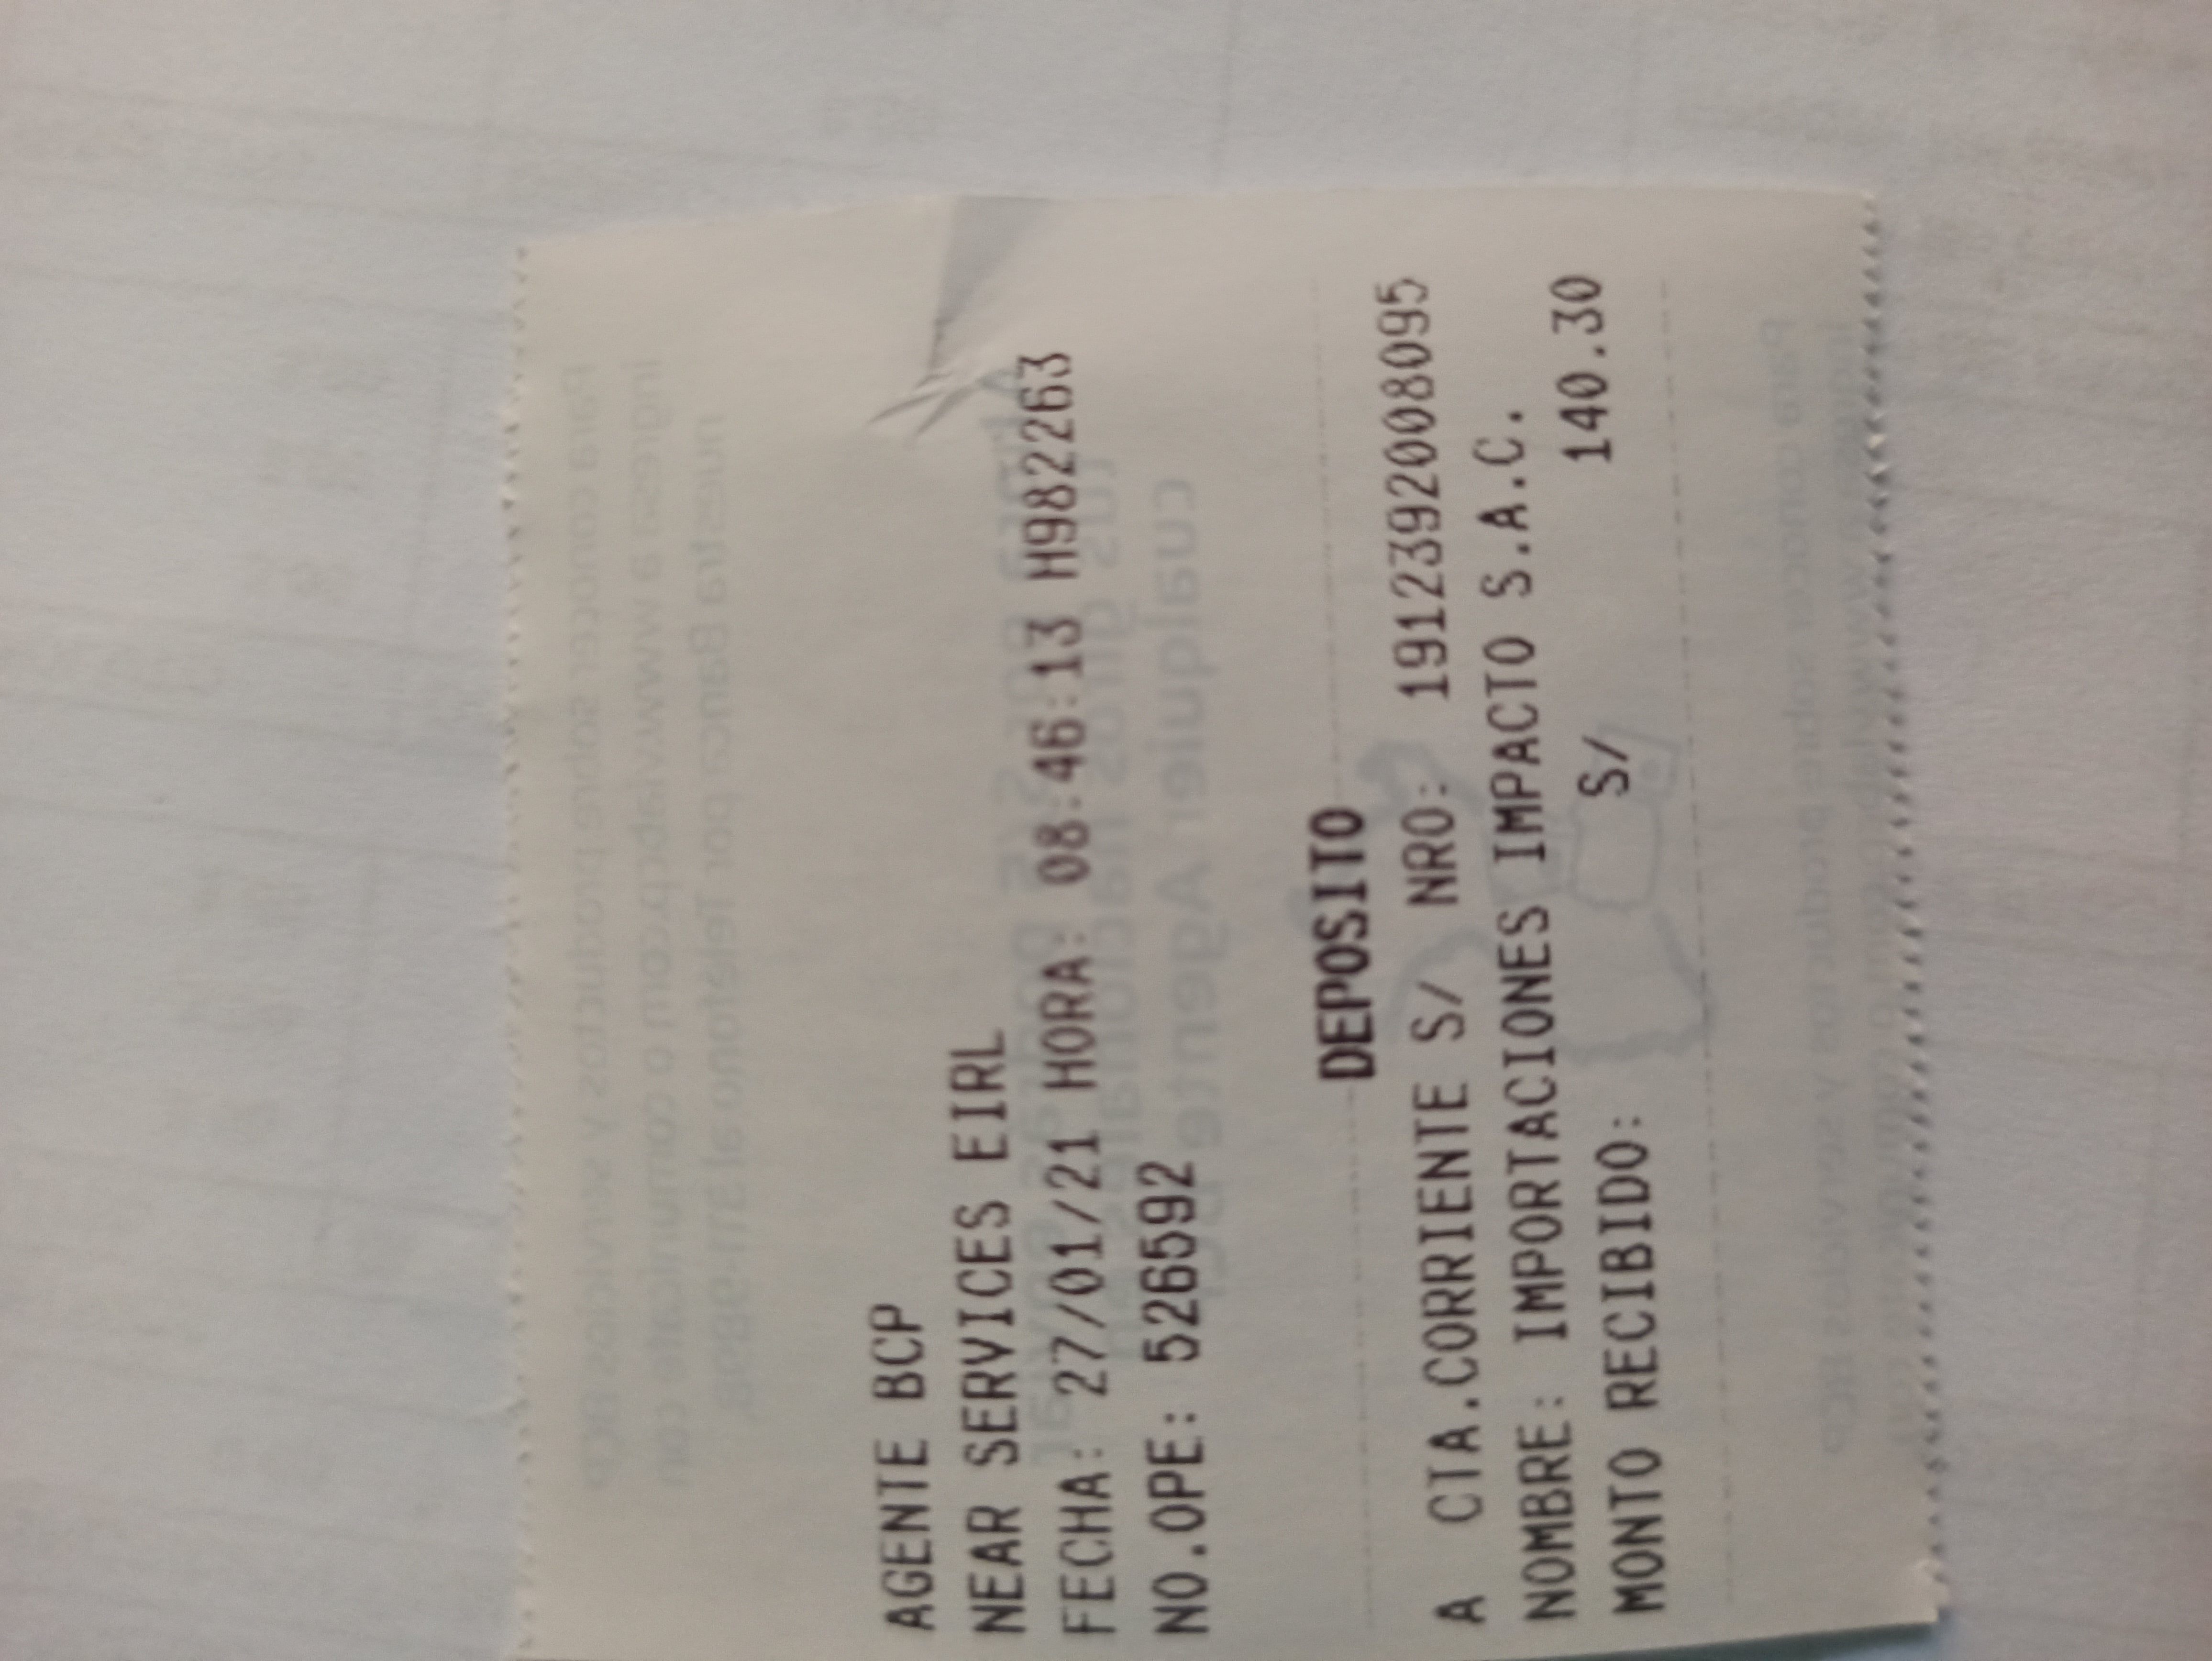 AGENTE BCP
NEAR SERVICES EIRL
FECHA: 27/01/21 HORA: 08:46:13 H982263
NO.OPE: 526592
DEPOSITO
A CTA.CORRIENTE S/ NRO: 1912392008095
NOMBRE: IMPORTACIONES IMPACTO S.A.C.
MONTO RECIBIDO: S/ 140.30